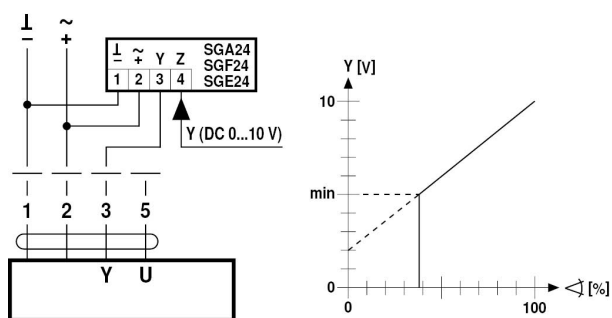 ⊥ ~
– +
⊥ ~ Y Z
– +
1 2 3 4
SGA24
SGF24
SGE24
Y (DC 0...10 V)
1 2 3 5
Y U
Y [V]
10
min
0
0 100
∢ [%]